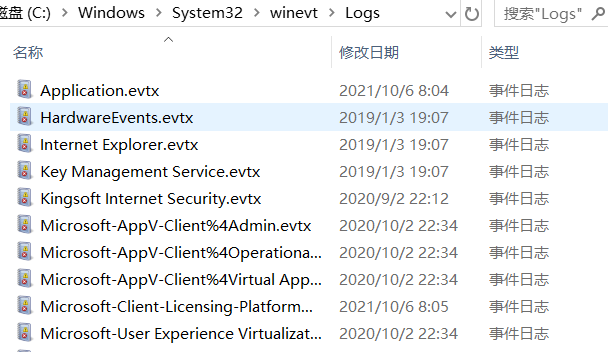 磁盘 (C:) > Windows > System32 > winevt > Logs 搜索"Logs"
名称 修改日期 类型
Application.evtx 2021/10/6 8:04 事件日志
HardwareEvents.evtx 2019/1/3 19:07 事件日志
Internet Explorer.evtx 2019/1/3 19:07 事件日志
Key Management Service.evtx 2019/1/3 19:07 事件日志
Kingsoft Internet Security.evtx 2020/9/2 22:12 事件日志
Microsoft-AppV-Client%4Admin.evtx 2020/10/2 22:34 事件日志
Microsoft-AppV-Client%4Operationa... 2020/10/2 22:34 事件日志
Microsoft-AppV-Client%4Virtual App... 2020/10/2 22:34 事件日志
Microsoft-Client-Licensing-Platform... 2021/10/6 8:05 事件日志
Microsoft-User Experience Virtualizat... 2020/10/2 22:34 事件日志